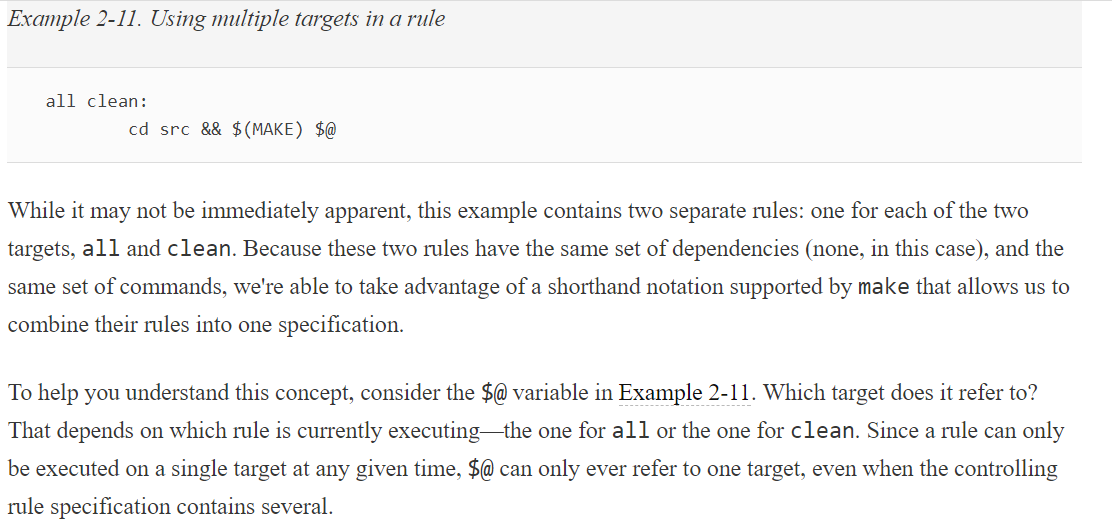 Example 2-11. Using multiple targets in a rule
all clean:
        cd src && $(MAKE) $@
While it may not be immediately apparent, this example contains two separate rules: one for each of the two
targets, all and clean. Because these two rules have the same set of dependencies (none, in this case), and the
same set of commands, we're able to take advantage of a shorthand notation supported by make that allows us to
combine their rules into one specification.
To help you understand this concept, consider the $@ variable in Example 2-11. Which target does it refer to?
That depends on which rule is currently executing—the one for all or the one for clean. Since a rule can only
be executed on a single target at any given time, $@ can only ever refer to one target, even when the controlling
rule specification contains several.